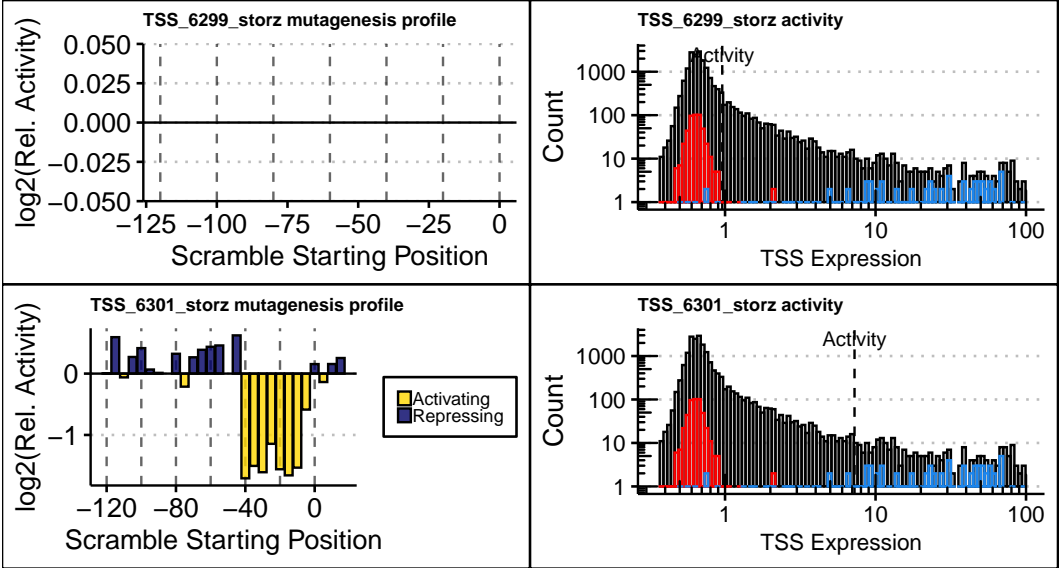 TSS_6299_storz mutagenesis profile
log2(Rel. Activity)
0.050
0.025
0.000
−0.025
−0.050
−125 −100 −75 −50 −25 0
Scramble Starting Position
TSS_6299_storz activity
Activity
Count
1000
100
10
1
1 10 100
TSS Expression
TSS_6301_storz mutagenesis profile
log2(Rel. Activity)
0
−1
−120 −80 −40 0
Scramble Starting Position
Activating
Repressing
TSS_6301_storz activity
Activity
Count
1000
100
10
1
1 10 100
TSS Expression